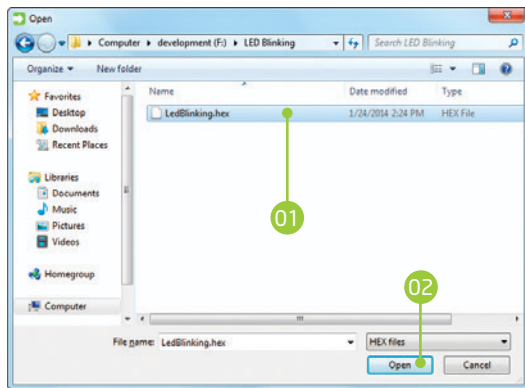 Open
Computer ▸ development (F:) ▸ LED Blinking
Search LED Blinking
Organize
New folder
Name
Date modified
Type
Favorites
Desktop
Downloads
Recent Places
LedBlinking.hex
1/24/2014 2:24 PM
HEX File
01
Libraries
Documents
Music
Pictures
Videos
Homegroup
02
Computer
File name: LedBlinking.hex
HEX files
Open
Cancel